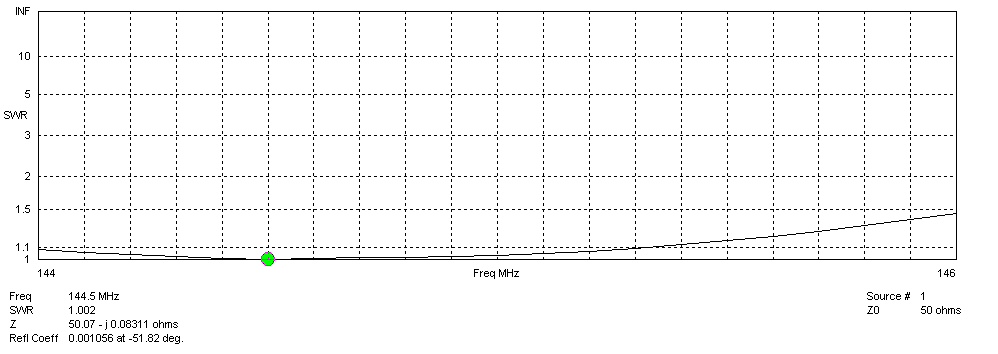 INF
10
5
SWR
3
2
1.5
1.1
1
144 Freq MHz 146
Freq 144.5 MHz Source # 1
SWR 1.002 Z0 50 ohms
Z 50.07 - j 0.08311 ohms
Refl Coeff 0.001056 at -51.82 deg.